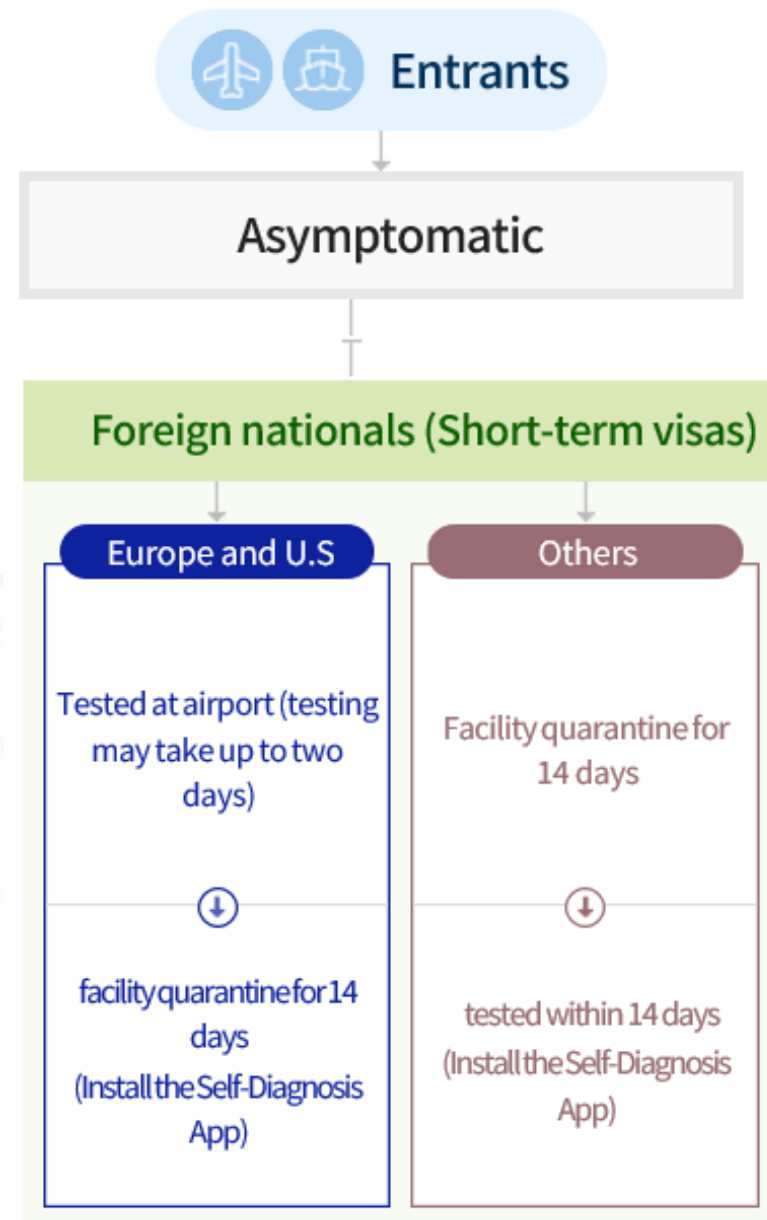 Entrants
Asymptomatic
Foreign nationals (Short-term visas)
Europe and U.S
Tested at airport (testing
may take up to two
days)
facility quarantine for 14
days
(Install the Self-Diagnosis
App)
Others
Facility quarantine for
14 days
tested within 14 days
(Install the Self-Diagnosis
App)